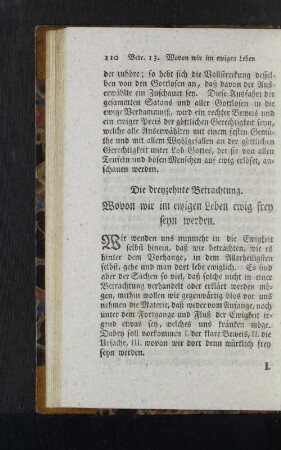 110 Betr. 13. Wovon wir im ewigen Leben
der ruhdre; so hebt sich die Vollstreckung dessel-
ben von den Gottlosen an, daß davon der Aus-
erwählte ein Zuschauer sey. Diese Ausfahrt der
gesammten Satans und aller Gottlosen in die
ewige Verdammniß, wird ein rechter Beweis und
ein ewiger Preis der göttlichen Gerechtigkeit seyn,
welche alle Auserwählten mit einem festen Gemü-
the und mit allem Wohlgefallen an der göttlichen
Gerechtigkeit unter Lob Gottes, der sie von allen
Teufeln und bösen Menschen auf ewig erlöset, an-
schauen werden.
Die dreyzehnte Betrachtung.
Wovon wir im ewigen Leben ewig frey
seyn werden.
Wir wenden uns nunmehr in die Ewigkeit
selbst hinein, daß wir betrachten, wie es
hinter dem Vorhange, in dem Allerheiligsten
selbst, gehe und man dort lebe ewiglich. Es sind
aber der Sachen so viel, daß solche nicht in einer
Betrachtung verhandelt oder erklärt werden mö-
gen, mithin wollen wir gegenwärtig blos vor uns
nehmen die Materie, daß weder vom Anfange, noch
unter dem Fortgange und Fluß der Ewigkeit ir-
gend etwas sey, welches uns kränken möge.
Dabey soll vorkommen I. der klare Beweis, II. die
Ursache, III. wovon wir dort denn würklich frey
seyn werden.
I.